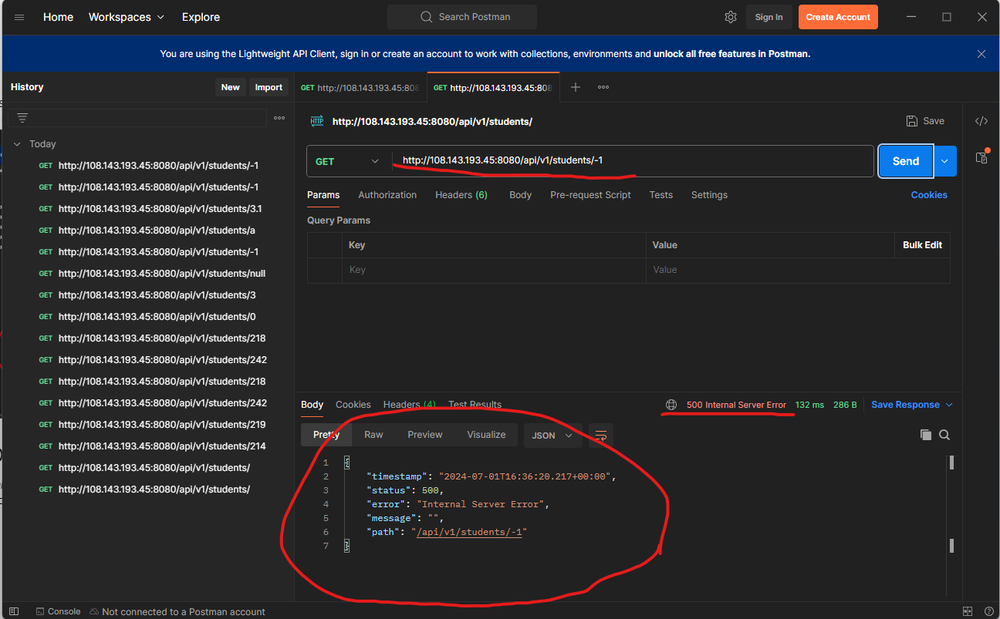 Home Workspaces Explore Search Postman Sign In Create Account
You are using the Lightweight API Client, sign in or create an account to work with collections, environments and unlock all free features in Postman.
History New Import
Today
GET http://108.143.193.45:8080/api/v1/students/-1
GET http://108.143.193.45:8080/api/v1/students/-1
GET http://108.143.193.45:8080/api/v1/students/3.1
GET http://108.143.193.45:8080/api/v1/students/a
GET http://108.143.193.45:8080/api/v1/students/-1
GET http://108.143.193.45:8080/api/v1/students/null
GET http://108.143.193.45:8080/api/v1/students/3
GET http://108.143.193.45:8080/api/v1/students/0
GET http://108.143.193.45:8080/api/v1/students/218
GET http://108.143.193.45:8080/api/v1/students/242
GET http://108.143.193.45:8080/api/v1/students/218
GET http://108.143.193.45:8080/api/v1/students/242
GET http://108.143.193.45:8080/api/v1/students/219
GET http://108.143.193.45:8080/api/v1/students/214
GET http://108.143.193.45:8080/api/v1/students/
GET http://108.143.193.45:8080/api/v1/students/
GET http://108.143.193.45:808 GET http://108.143.193.45:808
HTTP http://108.143.193.45:8080/api/v1/students/ Save
GET http://108.143.193.45:8080/api/v1/students/-1 Send
Params Authorization Headers (6) Body Pre-request Script Tests Settings Cookies
Query Params
Key Value Bulk Edit
Key Value
Body Cookies Headers (4) Test Results 500 Internal Server Error 132 ms 286 B Save Response
Pretty Raw Preview Visualize JSON
1 {
2 "timestamp": "2024-07-01T16:36:20.217+00:00",
3 "status": 500,
4 "error": "Internal Server Error",
5 "message": "",
6 "path": "/api/v1/students/-1"
7 }
Console Not connected to a Postman account